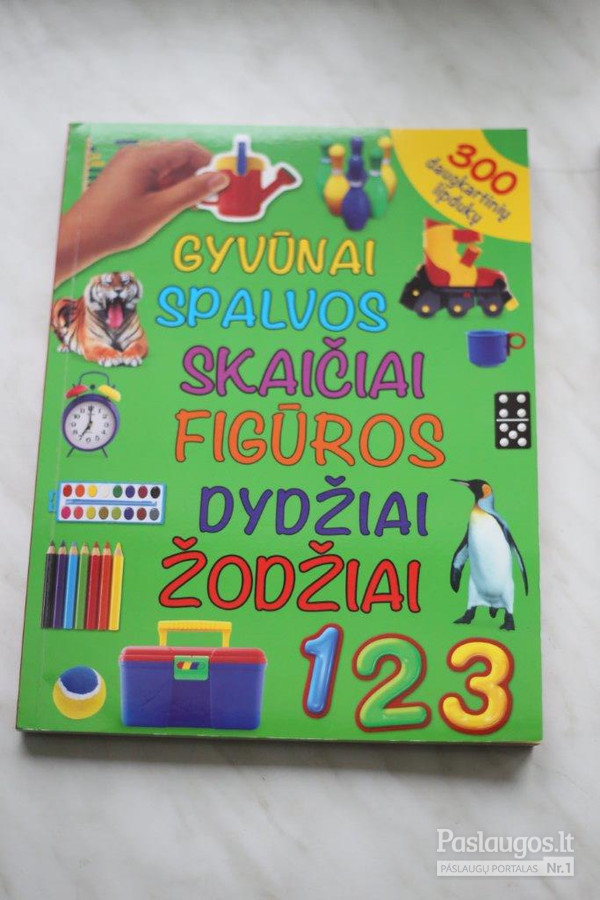 300
daugkartinių
lipdukų
GYVŪNAI
SPALVOS
SKAIČIAI
FIGŪROS
DYDŽIAI
ŽODŽIAI
123
Paslaugos.lt
PASLAUGŲ PORTALAS Nr.1